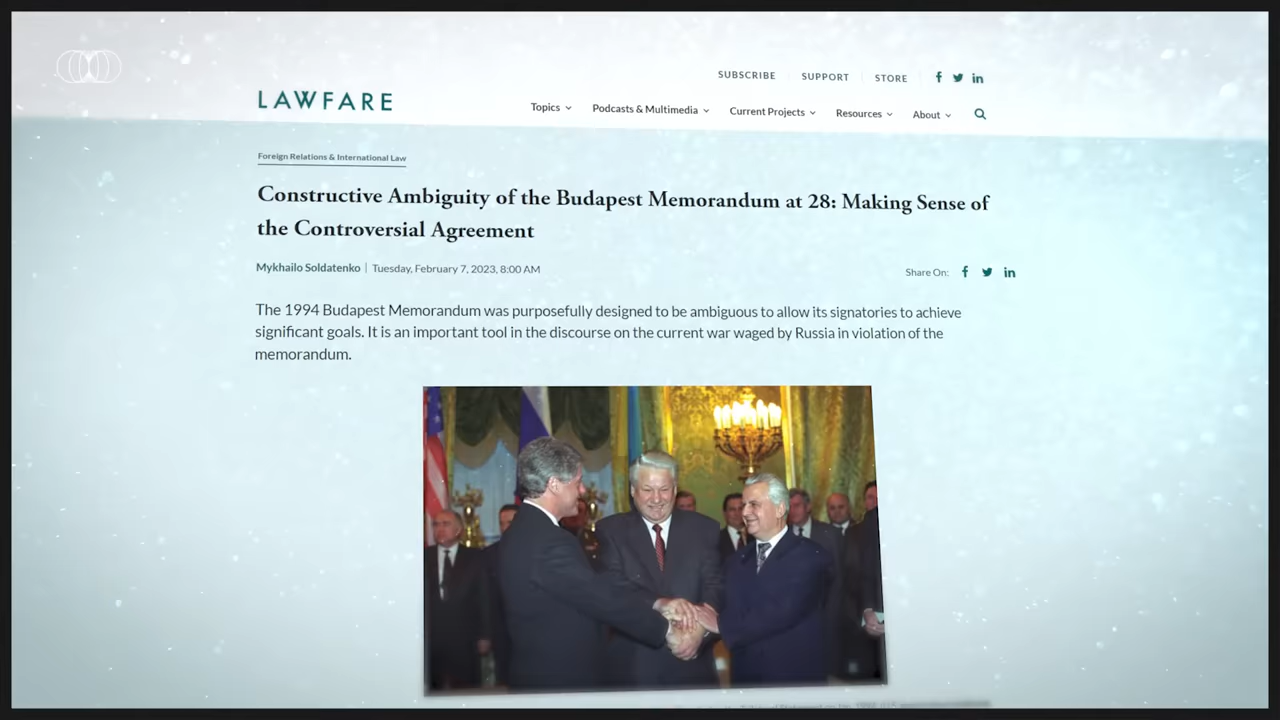 SUBSCRIBE SUPPORT STORE
LAWFARE
Topics Podcasts & Multimedia Current Projects Resources About
Foreign Relations & International Law
Constructive Ambiguity of the Budapest Memorandum at 28: Making Sense of
the Controversial Agreement
Mykhailo Soldatenko | Tuesday, February 7, 2023, 8:00 AM
Share On:
The 1994 Budapest Memorandum was purposefully designed to be ambiguous to allow its signatories to achieve
significant goals. It is an important tool in the discourse on the current war waged by Russia in violation of the
memorandum.